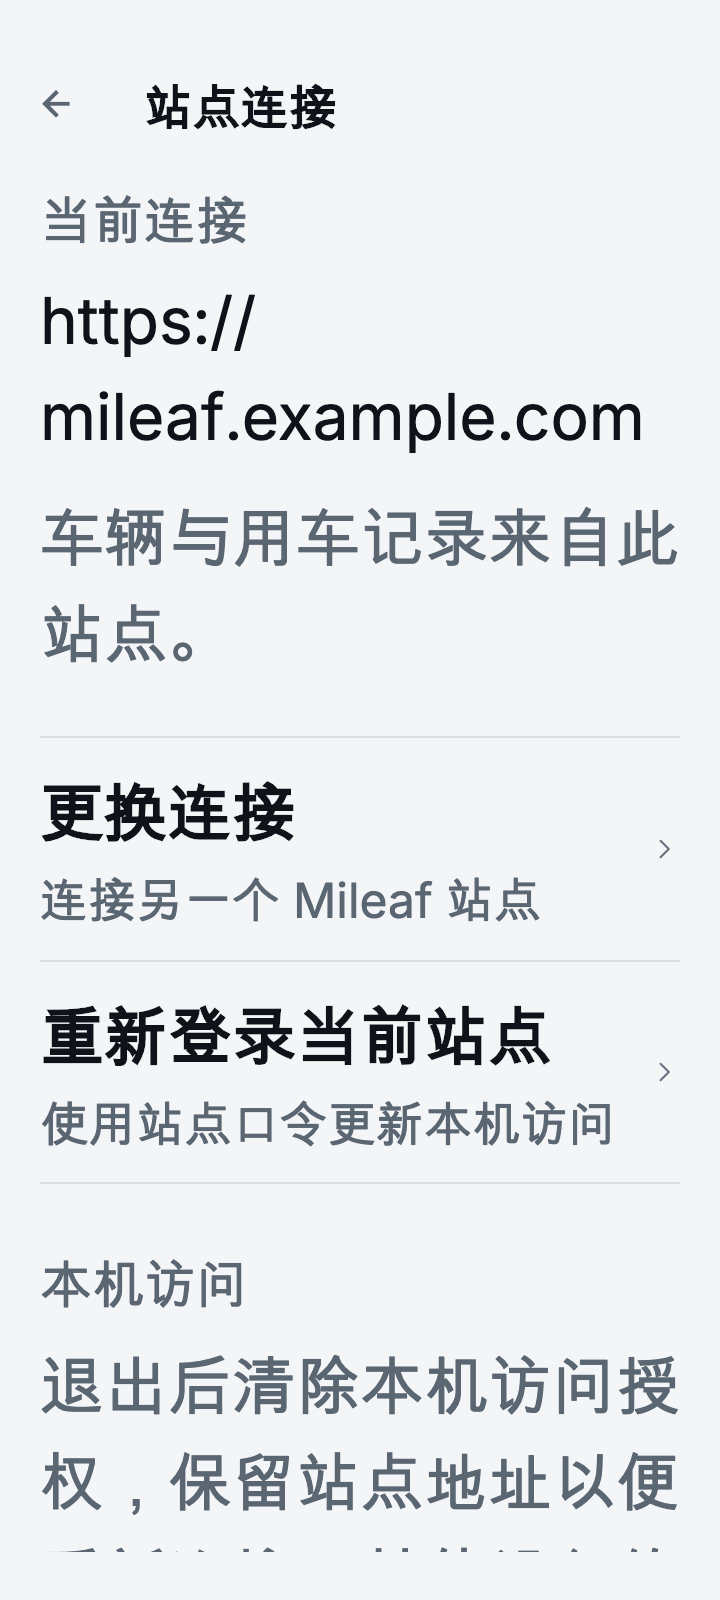 站点连接
当前连接
https://
mileaf.example.com
车辆与用车记录来自此
站点。
更换连接
连接另一个 Mileaf 站点
重新登录当前站点
使用站点口令更新本机访问
本机访问
退出后清除本机访问授
权，保留站点地址以便